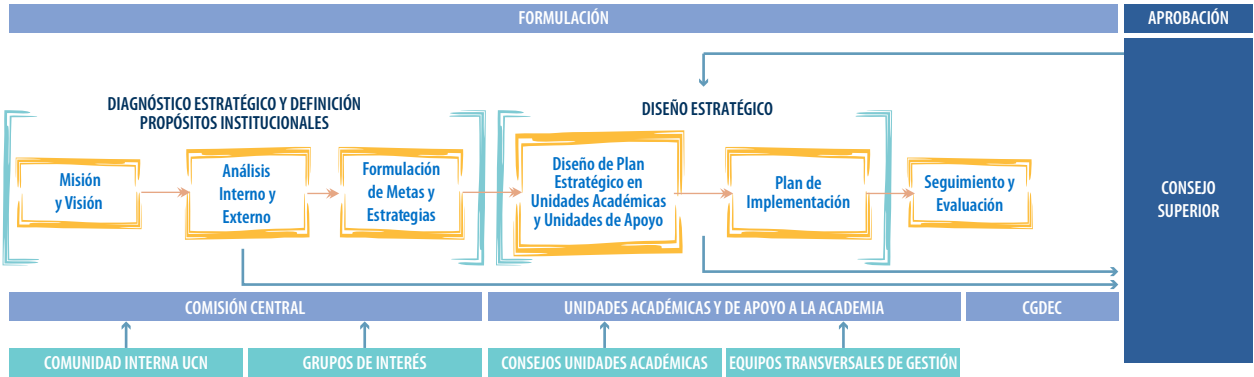 FORMULACIÓN
APROBACIÓN
DIAGNÓSTICO ESTRATÉGICO Y DEFINICIÓN
PROPÓSITOS INSTITUCIONALES
DISEÑO ESTRATÉGICO
Misión
y Visión
Análisis
Interno y
Externo
Formulación
de Metas y
Estrategias
Diseño de Plan
Estratégico en
Unidades Académicas
y Unidades de Apoyo
Plan de
Implementación
Seguimiento y
Evaluación
CONSEJO
SUPERIOR
COMISIÓN CENTRAL
UNIDADES ACADÉMICAS Y DE APOYO A LA ACADEMIA
CGDEC
COMUNIDAD INTERNA UCN
GRUPOS DE INTERÉS
CONSEJOS UNIDADES ACADÉMICAS
EQUIPOS TRANSVERSALES DE GESTIÓN